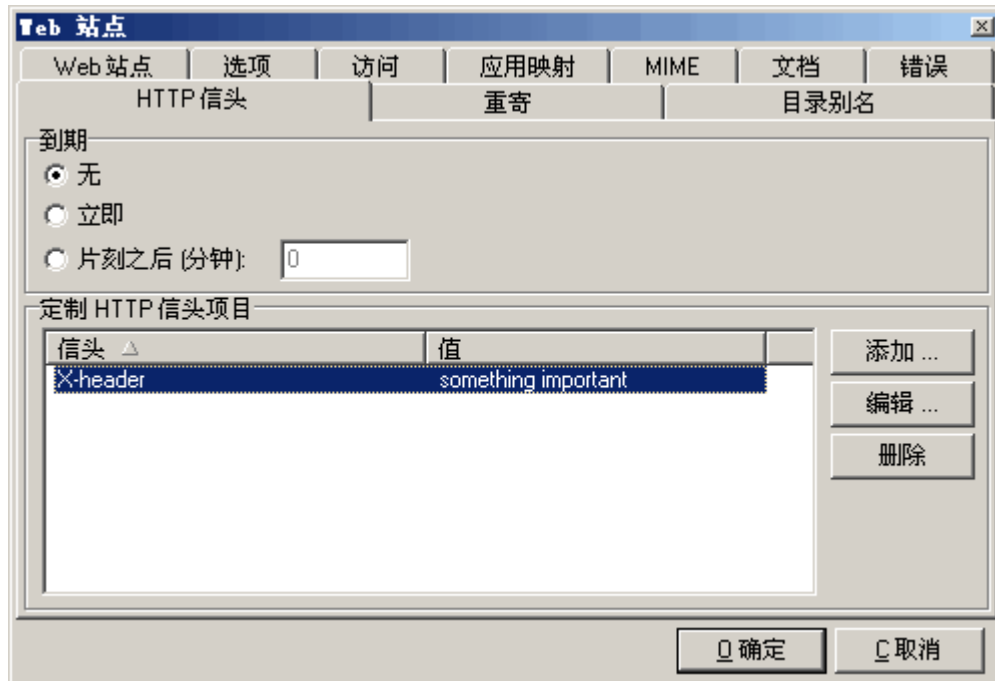 Web 站点
Web 站点 选项 访问 应用映射 MIME 文档 错误
HTTP 信头 重寄 目录别名
到期
无
立即
片刻之后 (分钟): 0
定制 HTTP 信头项目
信头 值
X-header something important
添加 ...
编辑 ...
删除
O 确定 C 取消